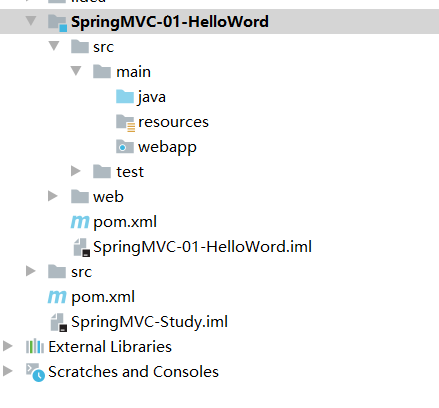 SpringMVC-01-HelloWord
src
main
java
resources
webapp
test
web
pom.xml
SpringMVC-01-HelloWord.iml
src
pom.xml
SpringMVC-Study.iml
External Libraries
Scratches and Consoles